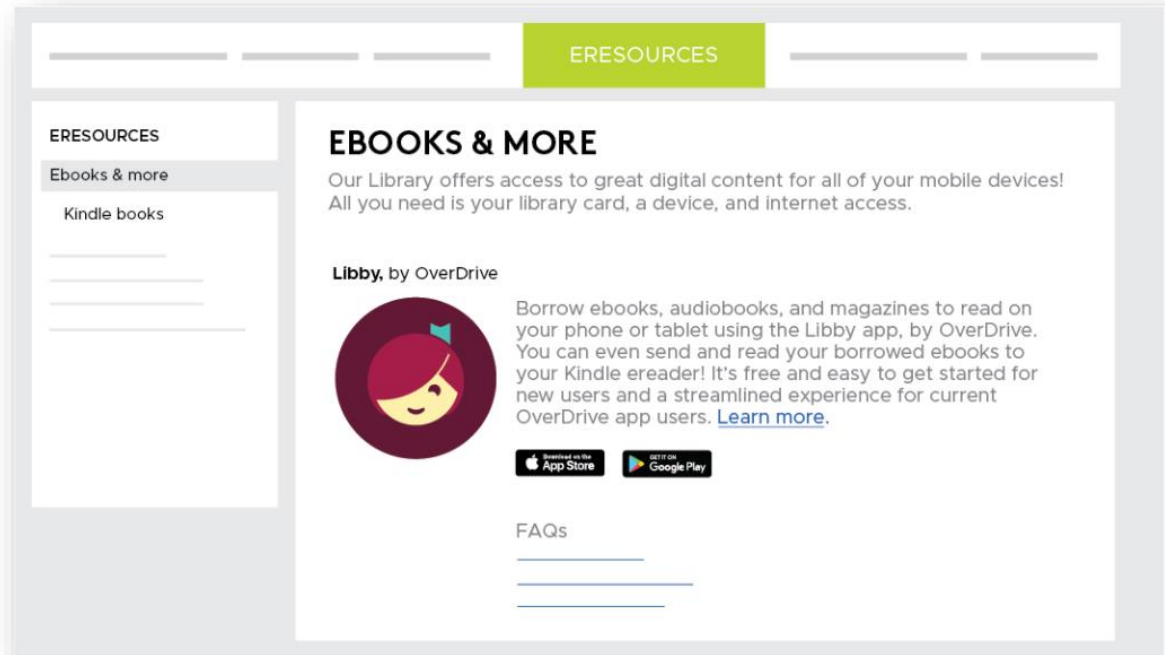 ERESOURCES
ERESOURCES
Ebooks & more
Kindle books
EBOOKS & MORE
Our Library offers access to great digital content for all of your mobile devices!
All you need is your library card, a device, and internet access.
Libby, by OverDrive
Borrow ebooks, audiobooks, and magazines to read on
your phone or tablet using the Libby app, by OverDrive.
You can even send and read your borrowed ebooks to
your Kindle ereader! It's free and easy to get started for
new users and a streamlined experience for current
OverDrive app users. Learn more.
Download on the
App Store
GET IT ON
Google Play
FAQs